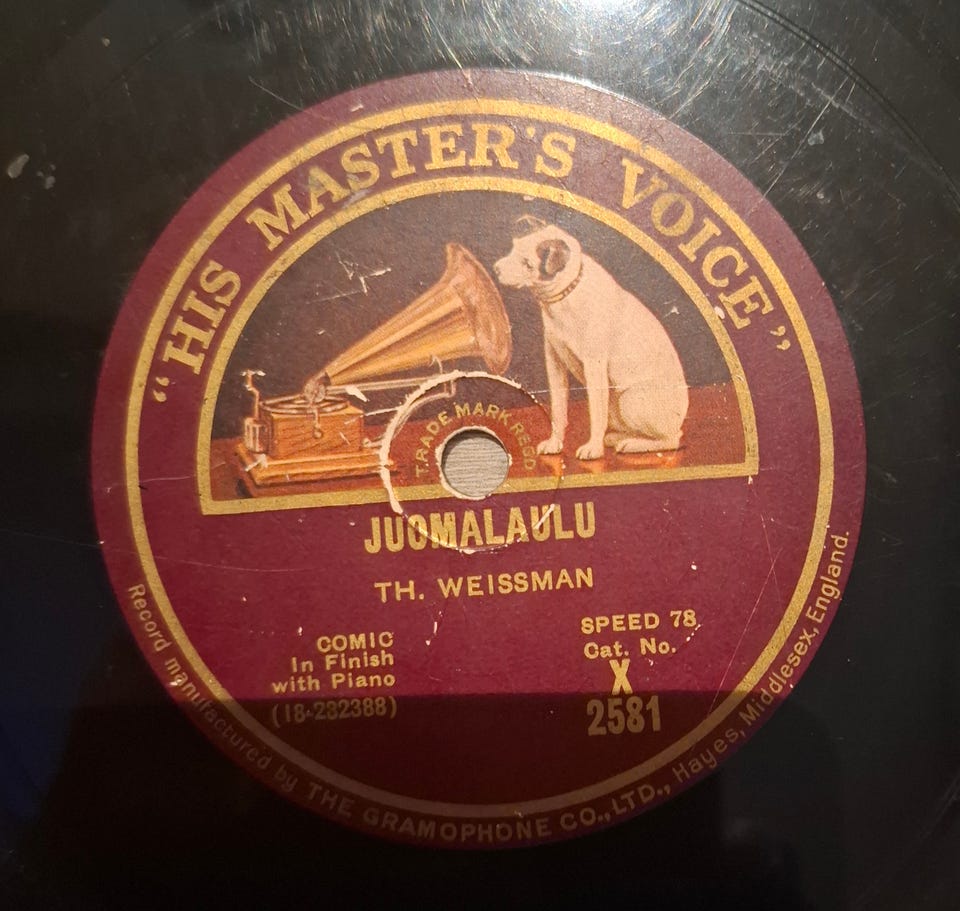 "HIS MASTER'S VOICE"
TRADE MARK REGD
JUOMALAULU
TH. WEISSMAN
COMIC
In Finish
with Piano
(18-282388)
SPEED 78
Cat. No.
X
2581
Record manufactured by THE GRAMOPHONE CO., LTD., Hayes, Middlesex, England.